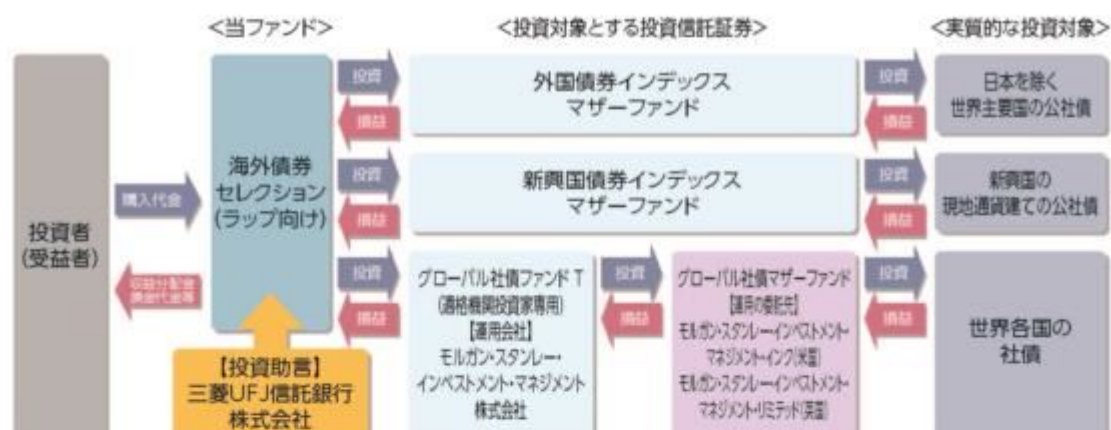 <当ファンド>
<投資対象とする投資信託証券>
<実質的な投資対象>
投資者
(受益者)
購入代金
収益分配金
換金代金等
海外債券
セレクション
(ラップ向け)
【投資助言】
三菱UFJ信託銀行
株式会社
投資
損益
外国債券インデックス
マザーファンド
投資
損益
日本を除く
世界主要国の公社債
投資
損益
新興国債券インデックス
マザーファンド
投資
損益
新興国の
現地通貨建ての公社債
投資
損益
グローバル社債ファンド T
(適格機関投資家専用)
【運用会社】
モルガン・スタンレー・
インベストメント・マネジメント
株式会社
投資
損益
グローバル社債マザーファンド
【運用の委託先】
モルガン・スタンレー・インベストメント・
マネジメント・インク(米国)
モルガン・スタンレー・インベストメント・
マネジメント・リミテッド(英国)
投資
損益
世界各国の
社債